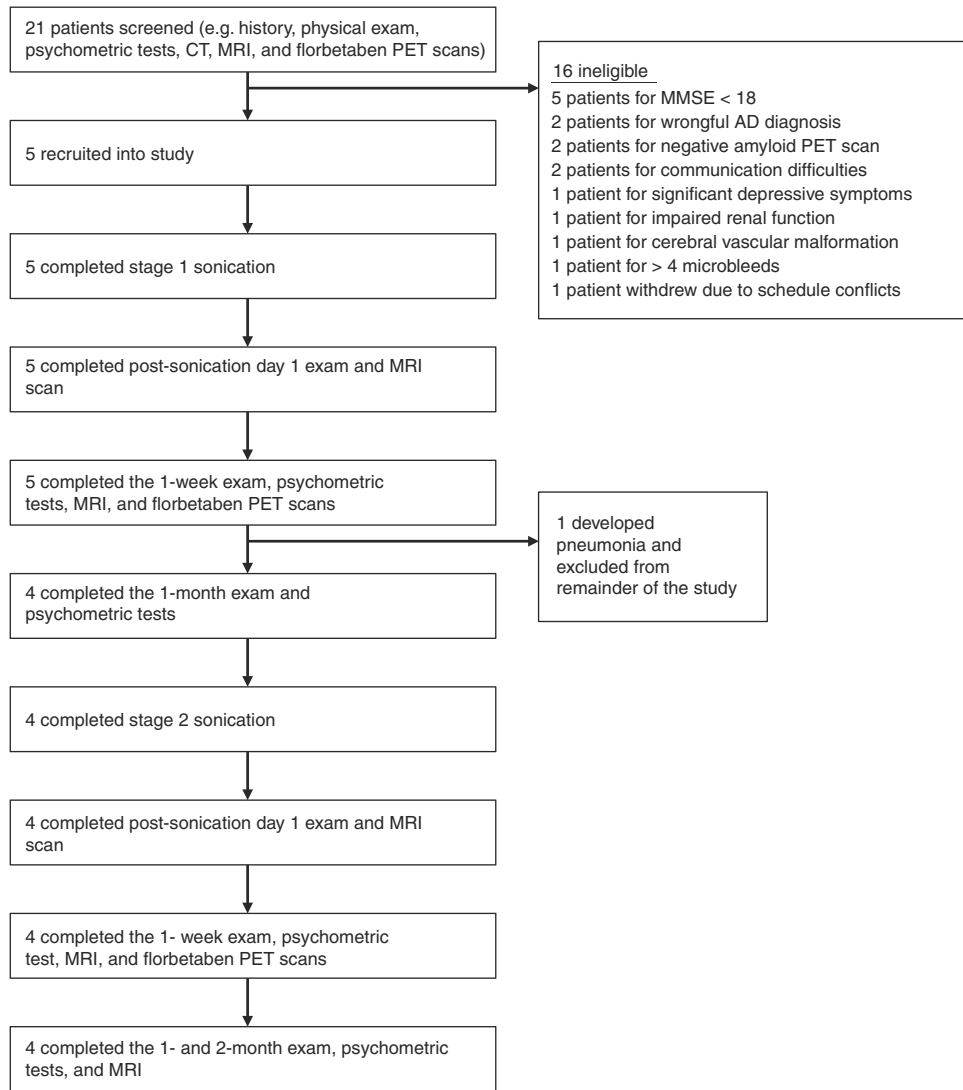 21 patients screened (e.g. history, physical exam,
psychometric tests, CT, MRI, and florbetaben PET scans)
16 ineligible
5 patients for MMSE < 18
2 patients for wrongful AD diagnosis
2 patients for negative amyloid PET scan
2 patients for communication difficulties
1 patient for significant depressive symptoms
1 patient for impaired renal function
1 patient for cerebral vascular malformation
1 patient for > 4 microbleeds
1 patient withdrew due to schedule conflicts
5 recruited into study
5 completed stage 1 sonication
5 completed post-sonication day 1 exam and MRI
scan
5 completed the 1-week exam, psychometric
tests, MRI, and florbetaben PET scans
1 developed
pneumonia and
excluded from
remainder of the study
4 completed the 1-month exam and
psychometric tests
4 completed stage 2 sonication
4 completed post-sonication day 1 exam and MRI
scan
4 completed the 1- week exam, psychometric
test, MRI, and florbetaben PET scans
4 completed the 1- and 2-month exam, psychometric
tests, and MRI